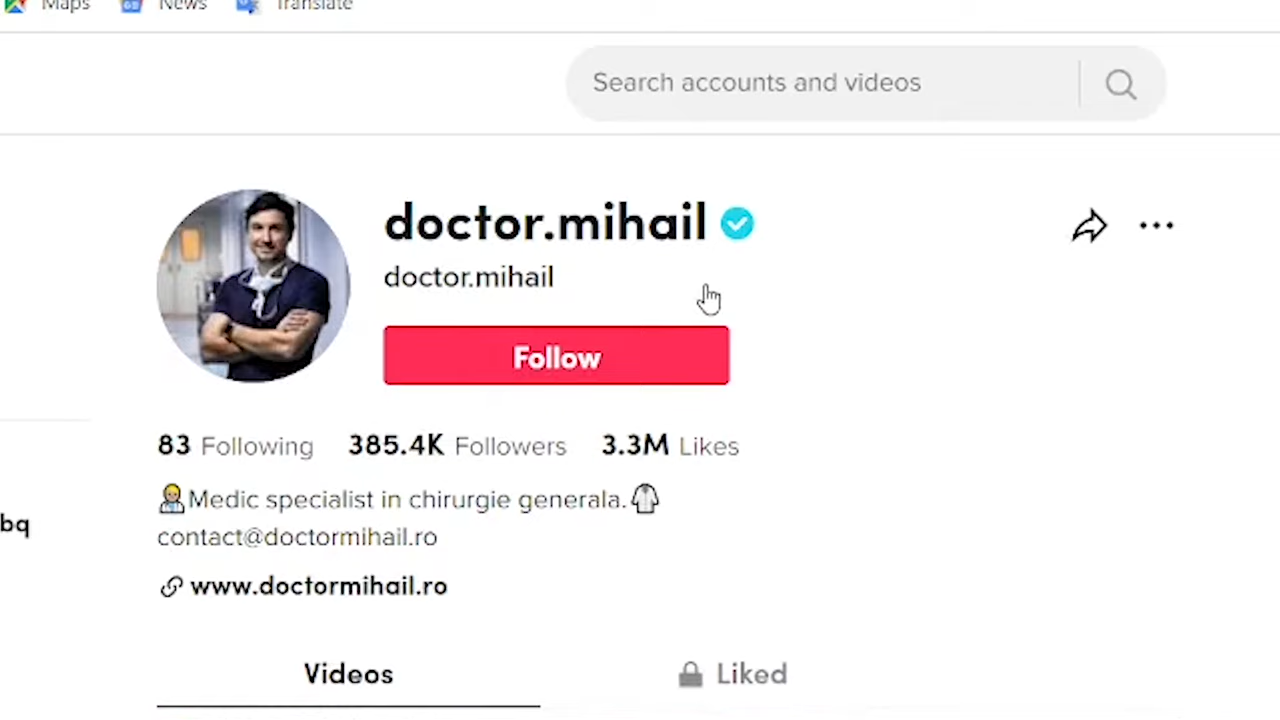 Maps News Translate
Search accounts and videos
doctor.mihail
doctor.mihail
Follow
83 Following 385.4K Followers 3.3M Likes
Medic specialist in chirurgie generala.
contact@doctormihail.ro
www.doctormihail.ro
bq
Videos Liked